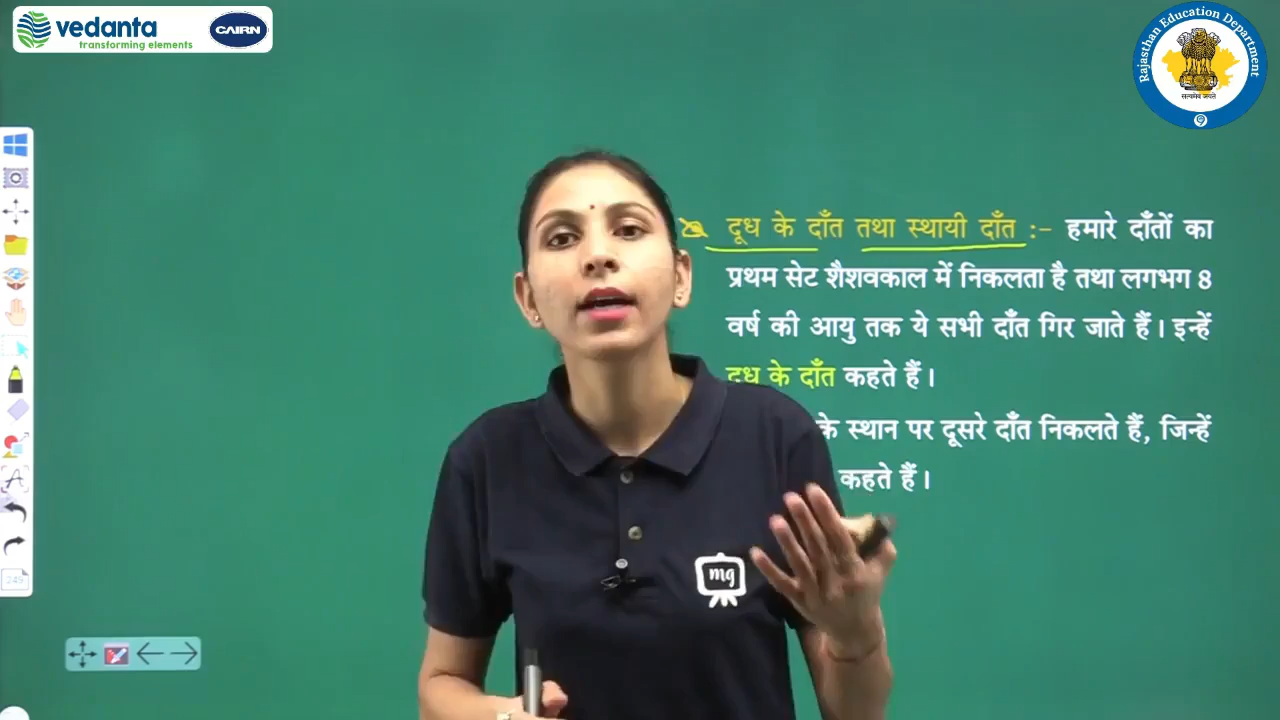 vedanta
transforming elements
CAIRN
Rajasthan Education Department
सत्यमेव जयते
दूध के दाँत तथा स्थायी दाँत :– हमारे दाँतों का
प्रथम सेट शैशवकाल में निकलता है तथा लगभग 8
वर्ष की आयु तक ये सभी दाँत गिर जाते हैं। इन्हें
दूध के दाँत कहते हैं।
के स्थान पर दूसरे दाँत निकलते हैं, जिन्हें
कहते हैं।
mg
249